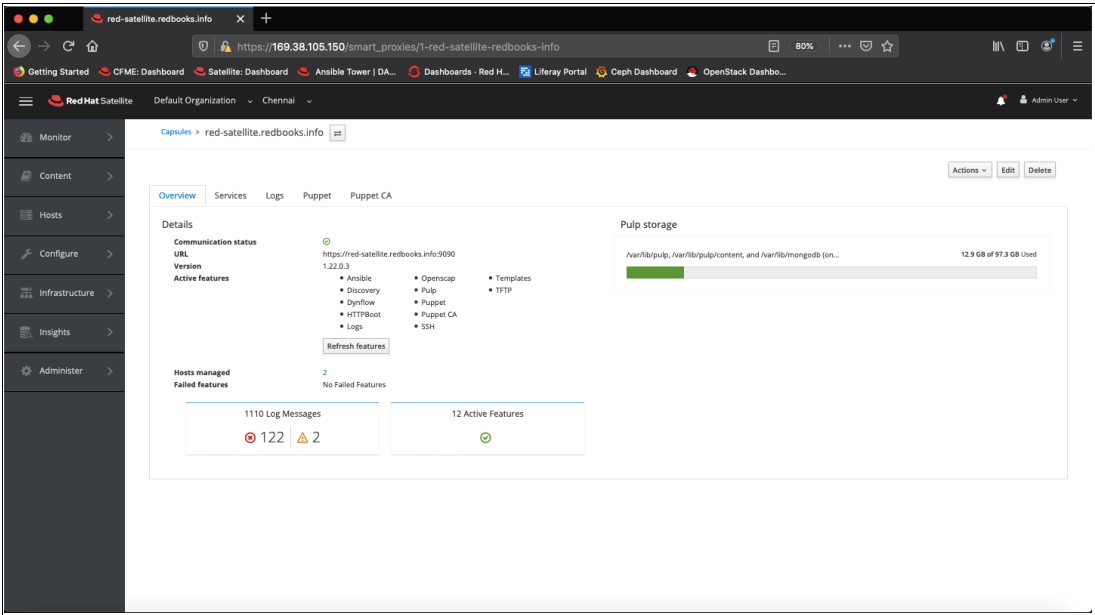 red-satellite.redbooks.info
https://169.38.105.150/smart_proxies/1-red-satellite-redbooks-info 80%
Getting Started CFME: Dashboard Satellite: Dashboard Ansible Tower | DA... Dashboards - Red H... Liferay Portal Ceph Dashboard OpenStack Dashbo...
Red Hat Satellite Default Organization Chennai Admin User
Monitor
Content
Hosts
Configure
Infrastructure
Insights
Administer
Capsules » red-satellite.redbooks.info
Actions Edit Delete
Overview Services Logs Puppet Puppet CA
Details
Communication status
URL https://red-satellite.redbooks.info:9090
Version 1.22.0.3
Active features
• Ansible • Openscap • Templates
• Discovery • Pulp • TFTP
• Dynflow • Puppet
• HTTPBoot • Puppet CA
• Logs • SSH
Refresh features
Hosts managed 2
Failed features No Failed Features
1110 Log Messages
122 2
12 Active Features
Pulp storage
/var/lib/pulp, /var/lib/pulp/content, and /var/lib/mongodb (on... 12.9 GB of 97.3 GB Used